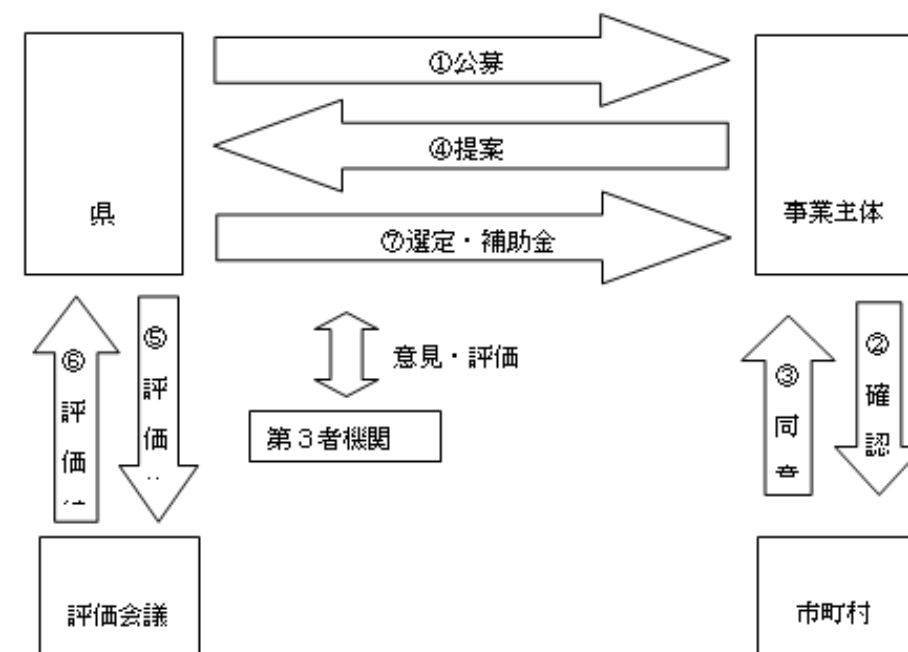 ①公募
④提案
県
事業主体
⑦選定・補助金
⑥評価
⑤評価
意見・評価
③同
②確認
第3者機関
評価会議
市町村